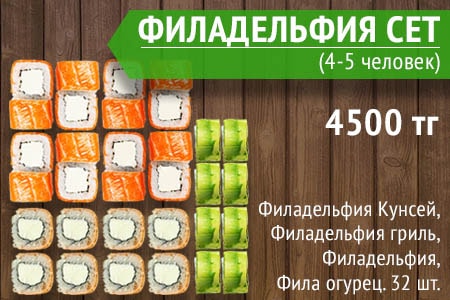 ФИЛАДЕЛЬФИЯ СЕТ
(4-5 человек)
4500 тг
Филадельфия Кунсей,
Филадельфия гриль,
Филадельфия,
Фила огурец. 32 шт.